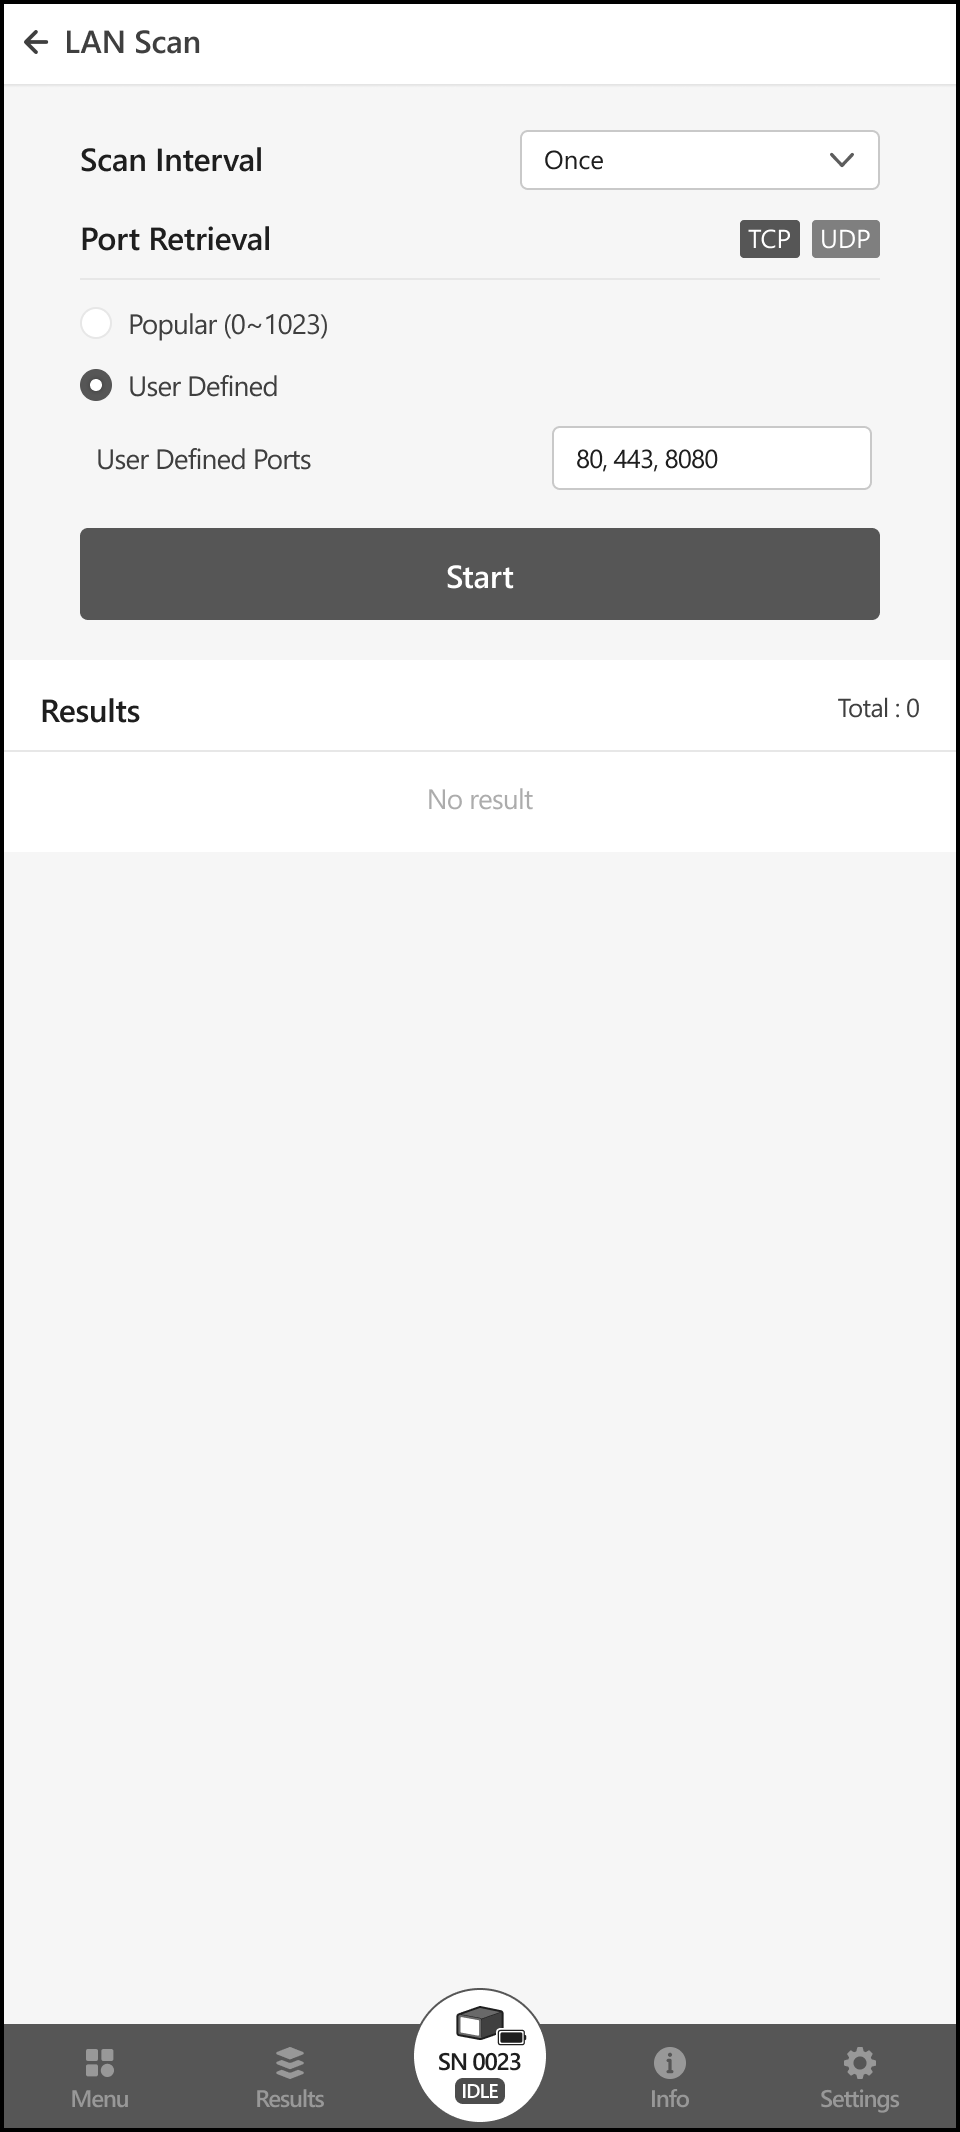 LAN Scan
Scan Interval
Once
Port Retrieval
TCP UDP
Popular (0~1023)
User Defined
User Defined Ports
80, 443, 8080
Start
Results
Total : 0
No result
Menu
Results
SN 0023
IDLE
Info
Settings